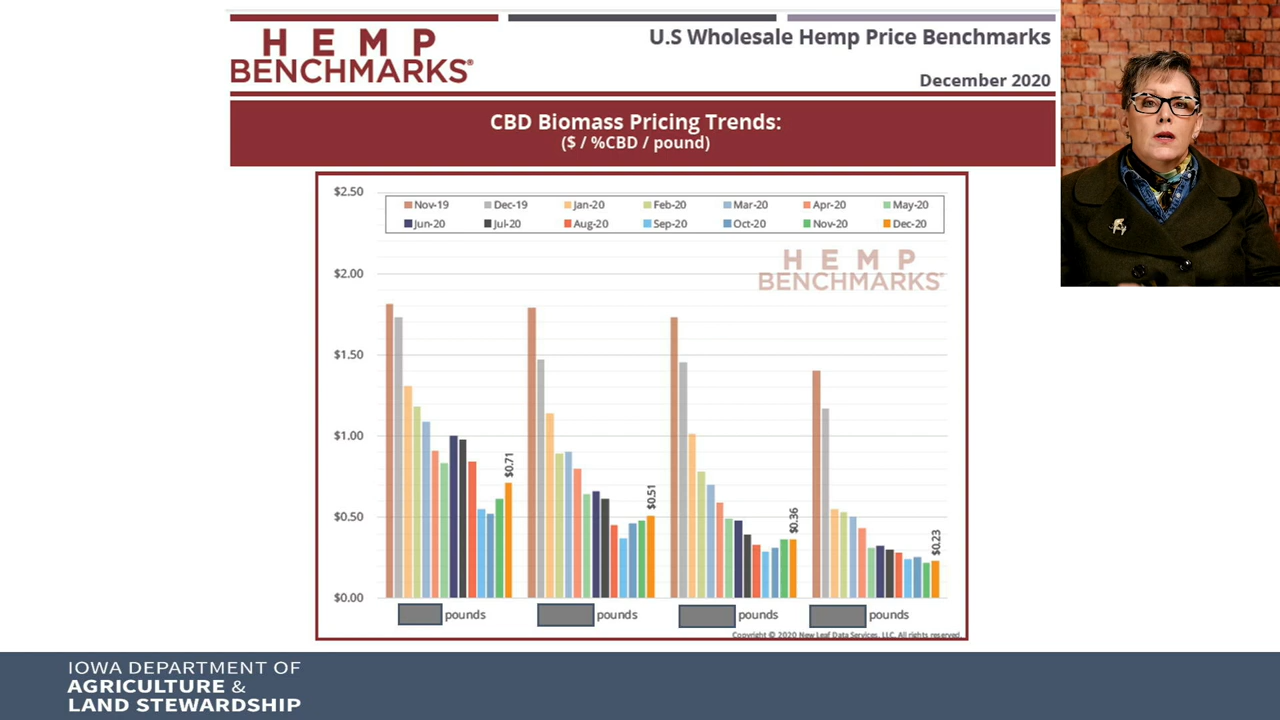 HEMP
BENCHMARKS®
U.S Wholesale Hemp Price Benchmarks
December 2020
CBD Biomass Pricing Trends:
($ / %CBD / pound)
$2.50
Nov-19 Dec-19 Jan-20 Feb-20 Mar-20 Apr-20 May-20
Jun-20 Jul-20 Aug-20 Sep-20 Oct-20 Nov-20 Dec-20
HEMP
BENCHMARKS®
$2.00
$1.50
$1.00
$0.71
$0.51
$0.36
$0.23
$0.50
$0.00
pounds pounds pounds pounds
Copyright © 2020 New Leaf Data Services, LLC. All rights reserved.
IOWA DEPARTMENT OF
AGRICULTURE &
LAND STEWARDSHIP